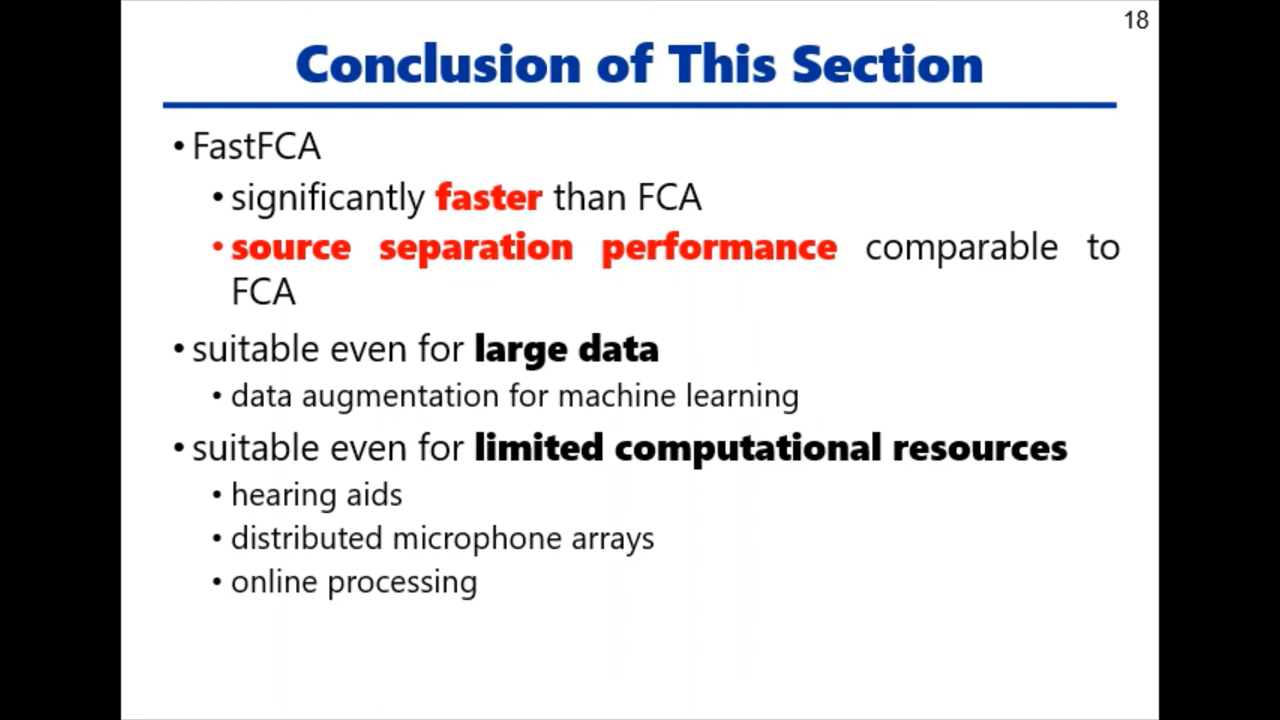 18
Conclusion of This Section
• FastFCA
• significantly faster than FCA
• source separation performance comparable to
FCA
• suitable even for large data
• data augmentation for machine learning
• suitable even for limited computational resources
• hearing aids
• distributed microphone arrays
• online processing